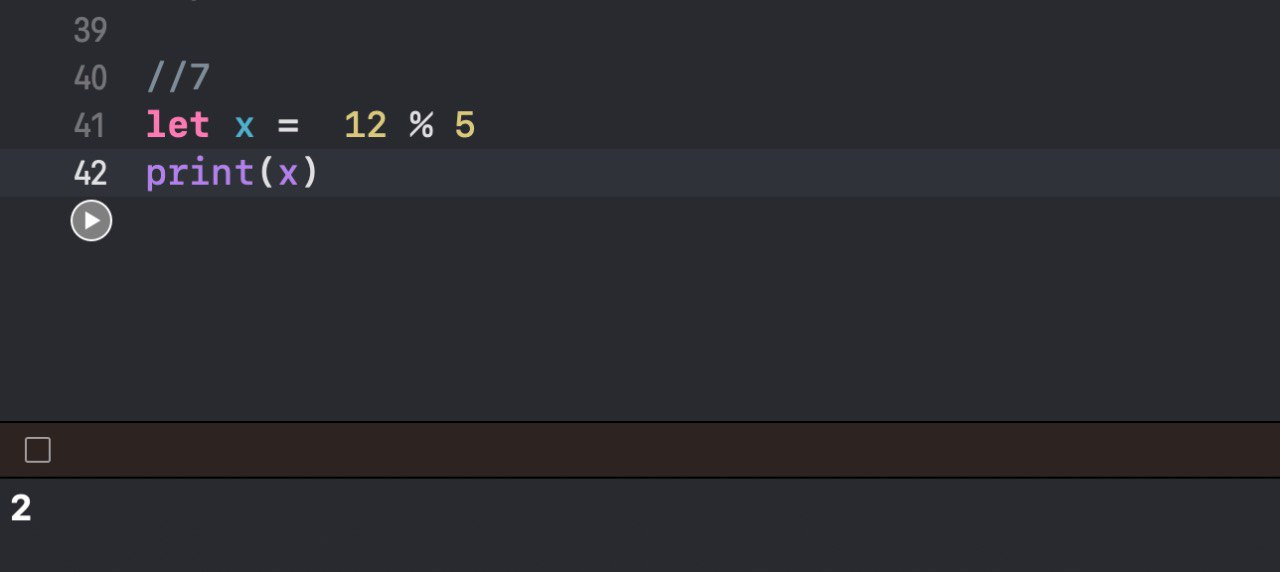 39
40 //7
41 let x =  12 % 5
42 print(x)
2